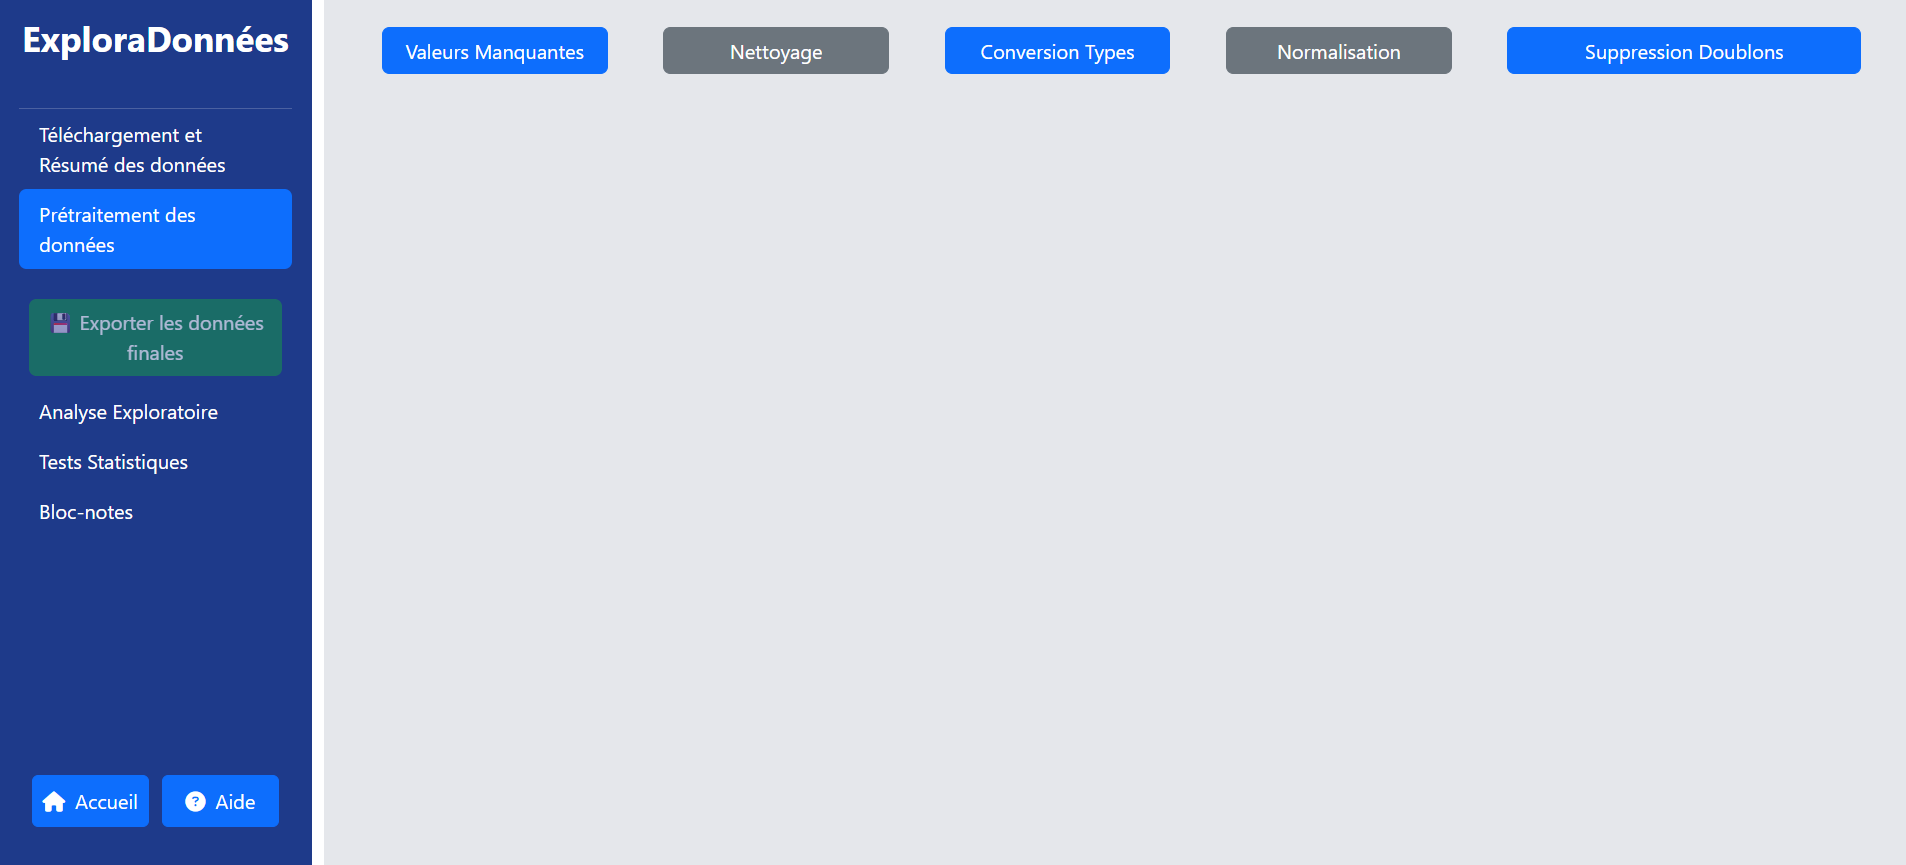 ExploraDonnées
Téléchargement et
Résumé des données
Prétraitement des
données
Exporter les données
finales
Analyse Exploratoire
Tests Statistiques
Bloc-notes
Accueil
Aide
Valeurs Manquantes
Nettoyage
Conversion Types
Normalisation
Suppression Doublons